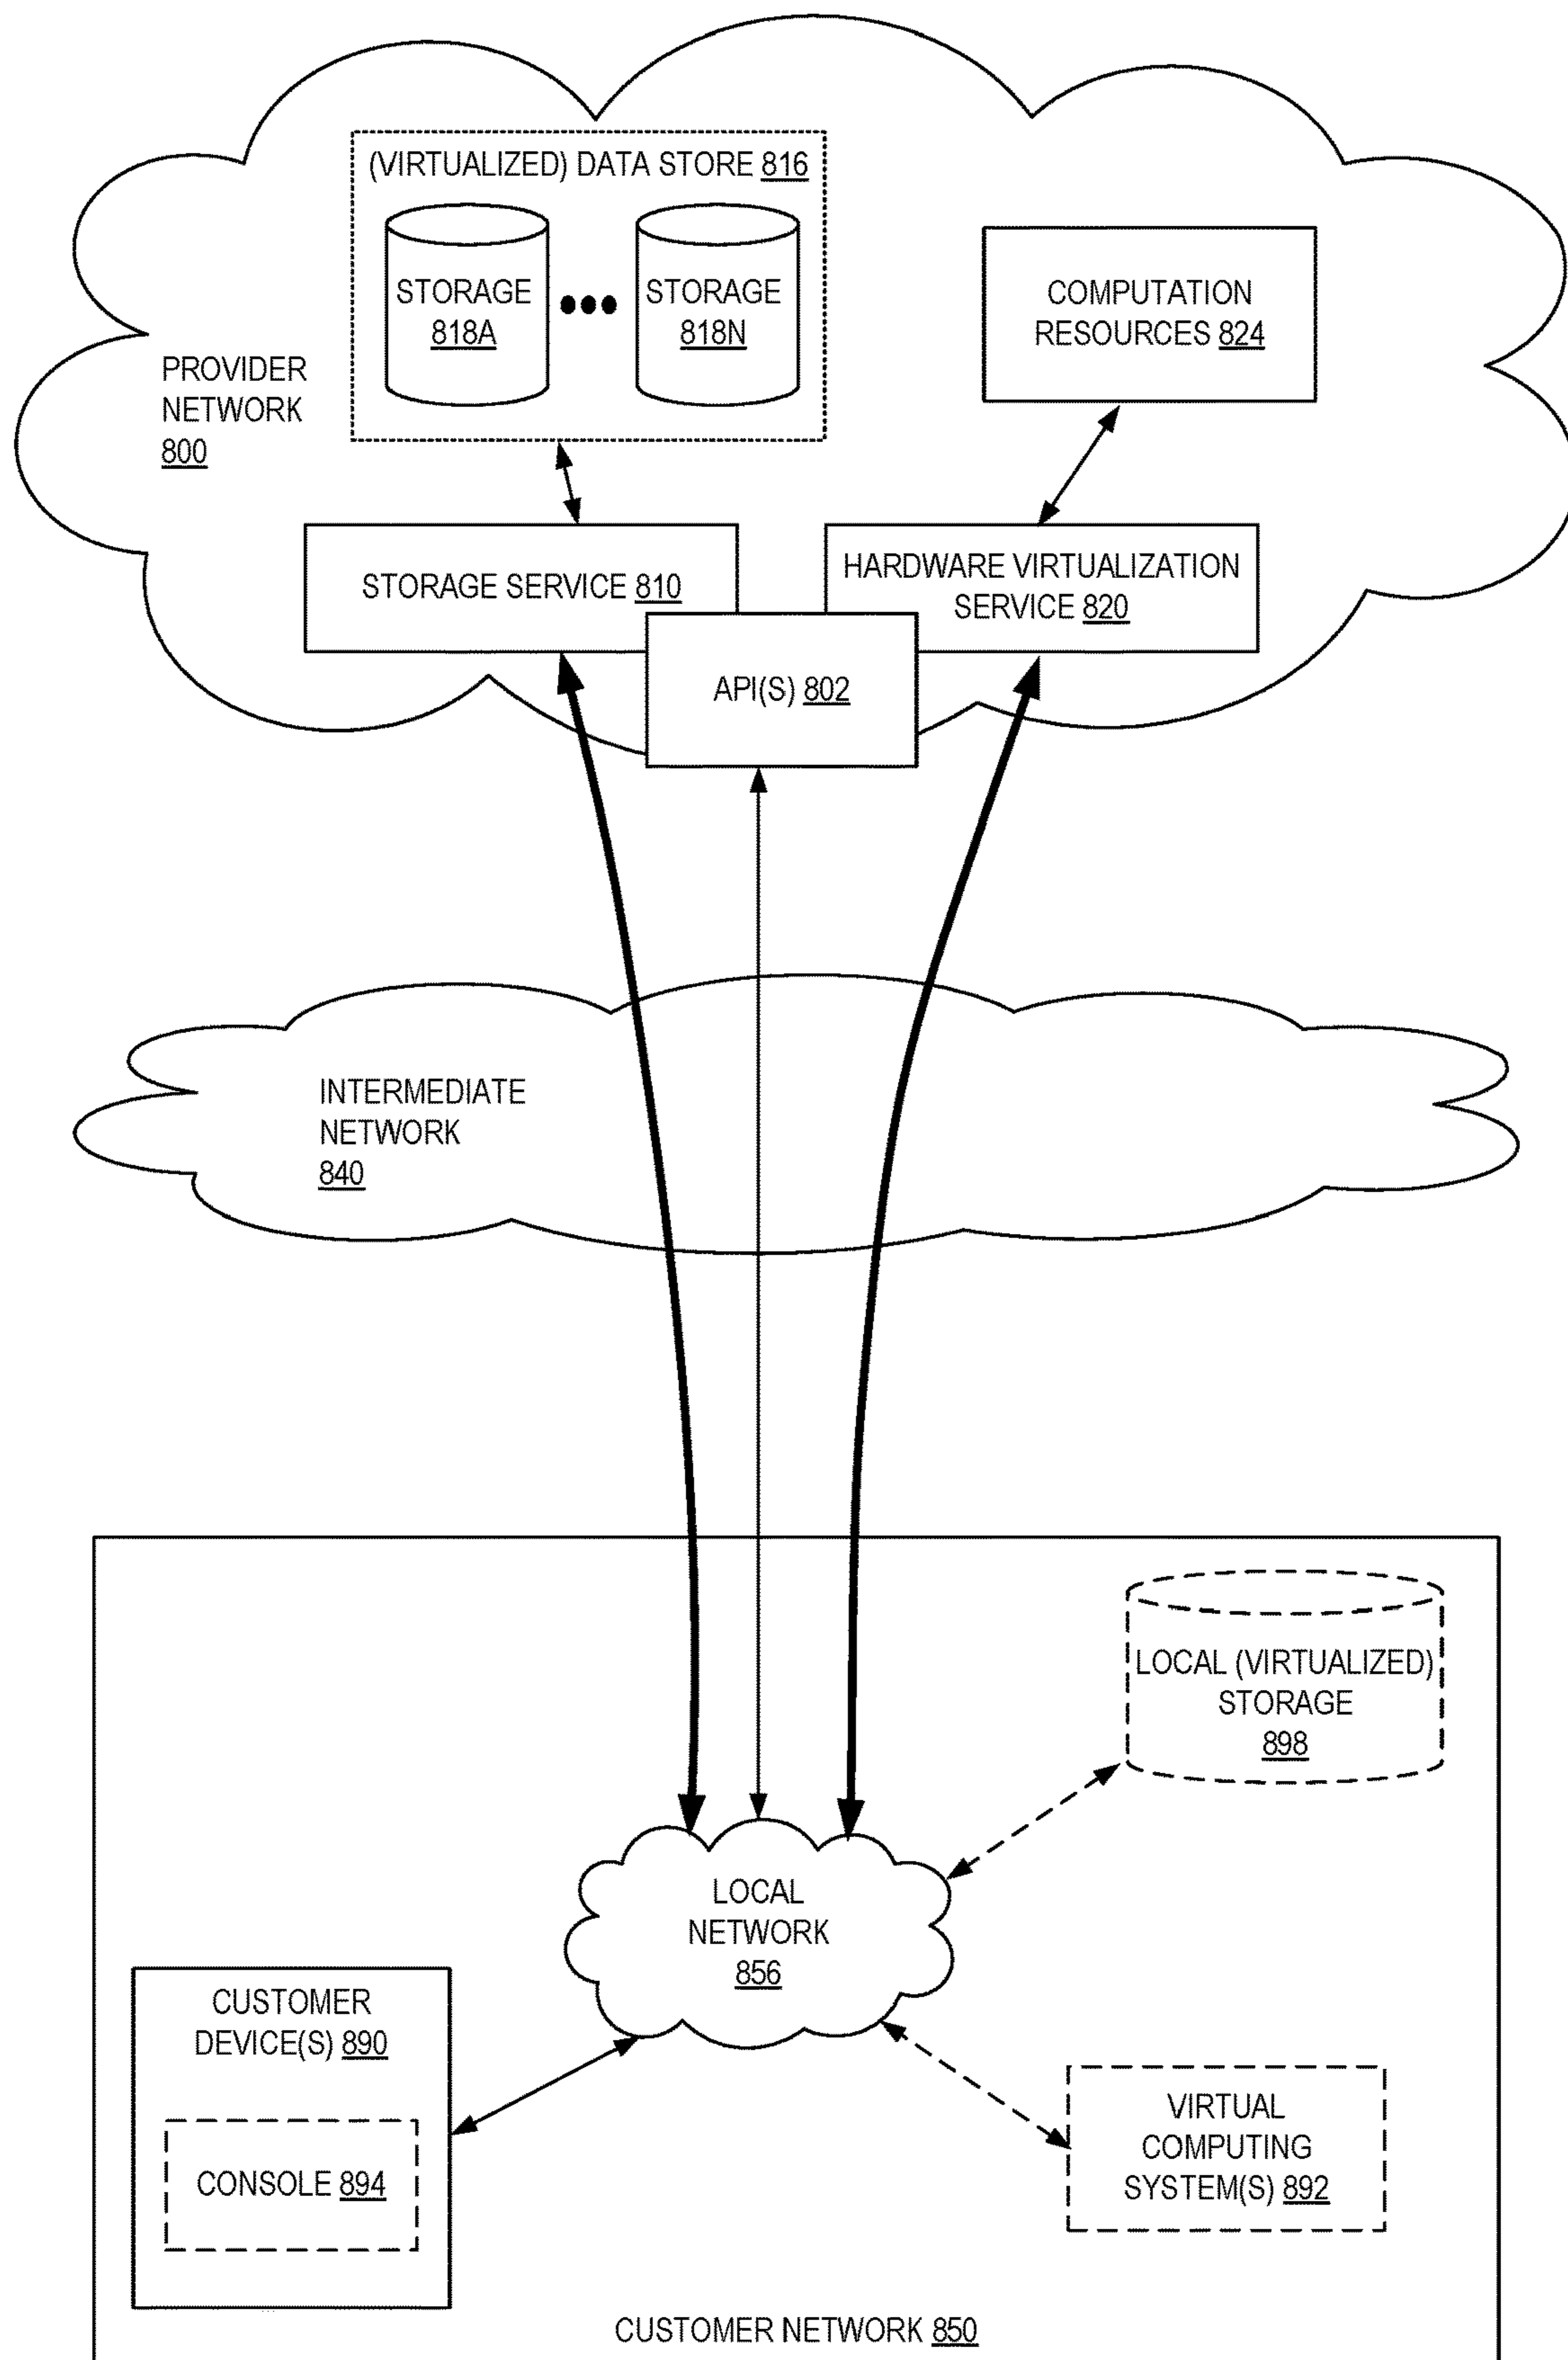 (VIRTUALIZED) DATA STORE 816
STORAGE
818A
STORAGE
818N
COMPUTATION
RESOURCES 824
PROVIDER
NETWORK
800
STORAGE SERVICE 810
HARDWARE VIRTUALIZATION
SERVICE 820
API(S) 802
INTERMEDIATE
NETWORK
840
LOCAL (VIRTUALIZED)
STORAGE
898
LOCAL
NETWORK
856
CUSTOMER
DEVICE(S) 890
CONSOLE 894
VIRTUAL
COMPUTING
SYSTEM(S) 892
CUSTOMER NETWORK 850